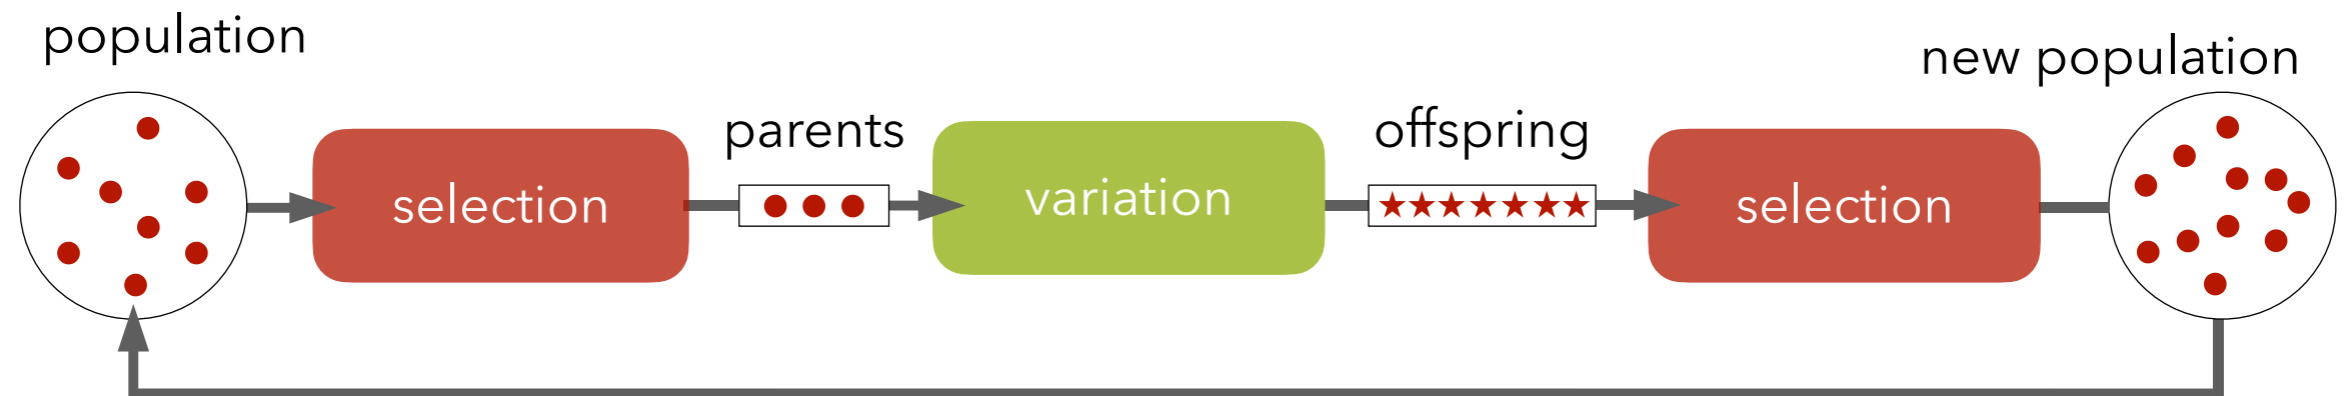 population
selection
parents
variation
offspring
selection
new population